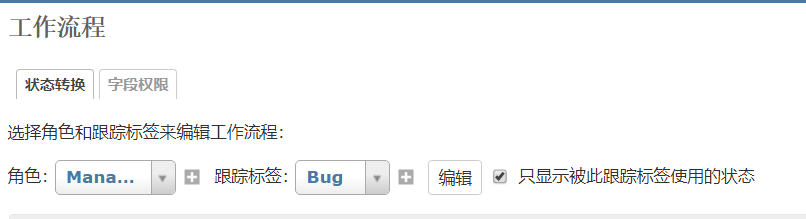 工作流程
状态转换 字段权限
选择角色和跟踪标签来编辑工作流程：
角色： Mana... 跟踪标签： Bug 编辑 只显示被此跟踪标签使用的状态